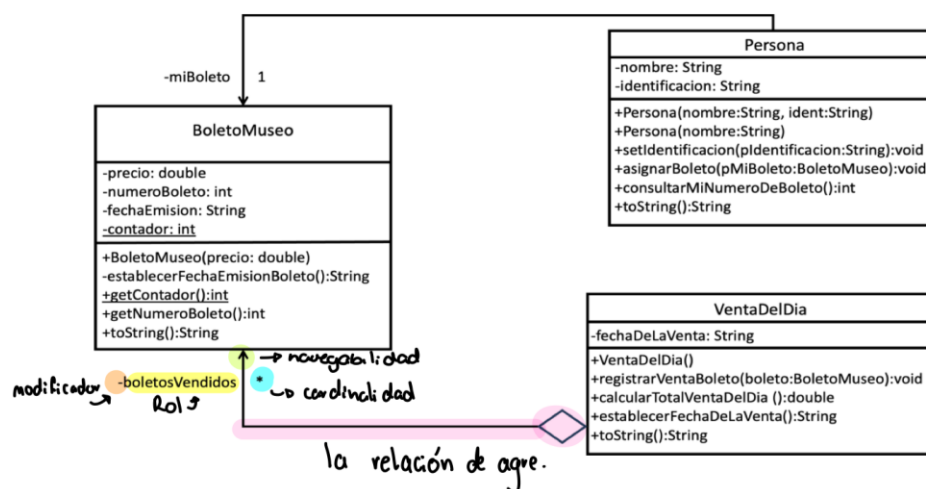 -miBoleto 1
BoletoMuseo
-precio: double
-numeroBoleto: int
-fechaEmision: String
-contador: int
+BoletoMuseo(precio: double)
-establecerFechaEmisionBoleto():String
+getContador():int
+getNumeroBoleto():int
+toString():String
Persona
-nombre: String
-identificacion: String
+Persona(nombre:String, ident:String)
+Persona(nombre:String)
+setIdentificacion(pIdentificacion:String):void
+asignarBoleto(pMiBoleto:BoletoMuseo):void
+consultarMiNumeroDeBoleto():int
+toString():String
VentaDelDia
-fechaDeLaVenta: String
+VentaDelDia()
+registrarVentaBoleto(boleto:BoletoMuseo):void
+calcularTotalVentaDelDia ():double
+establecerFechaDeLaVenta():String
+toString():String
navegabilidad
modificador -boletosVendidos * cardinalidad
Rol
la relación de agre.